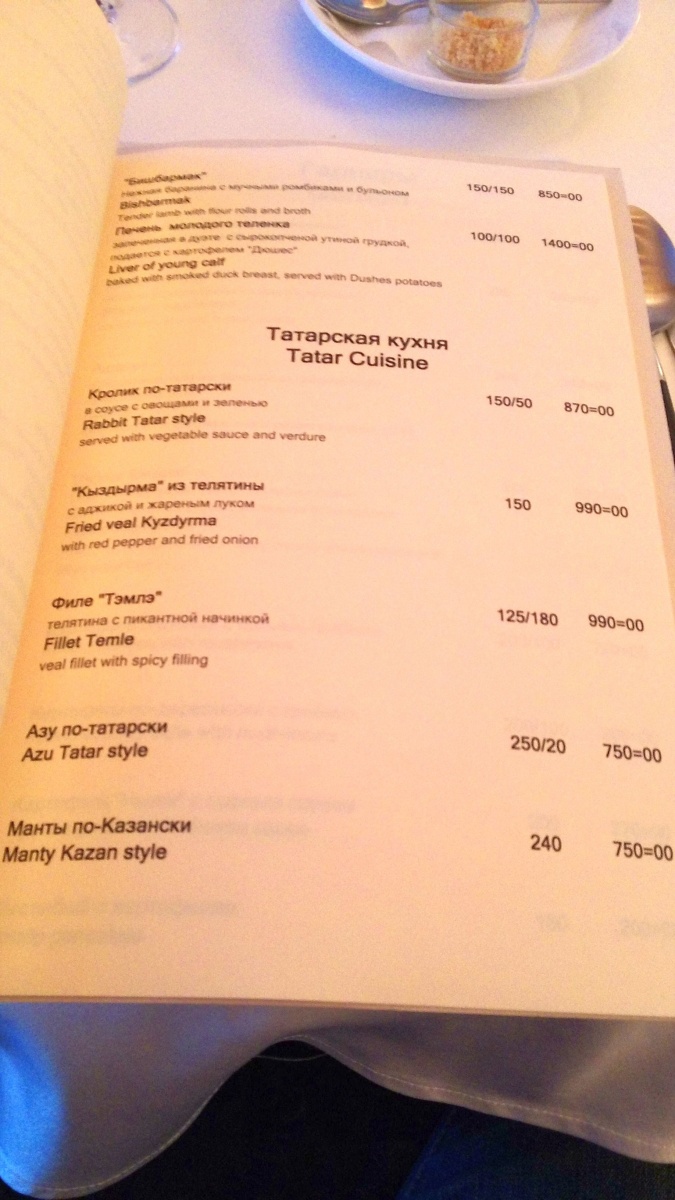 "Бишбармак"
Нежная баранина с мучными ромбиками и бульоном 150/150 850=00
Bishbarmak
Tender lamb with flour rolls and broth
Печень молодого теленка
запеченная в дуэте с сырокопченой утиной грудкой, 100/100 1400=00
подается с картофелем "Дюшес"
Liver of young calf
baked with smoked duck breast, served with Dushes potatoes
Татарская кухня
Tatar Cuisine
Кролик по-татарски
в соусе с овощами и зеленью 150/50 870=00
Rabbit Tatar style
served with vegetable sauce and verdure
"Кыздырма" из телятины
с аджикой и жареным луком 150 990=00
Fried veal Kyzdyrma
with red pepper and fried onion
Филе "Тэмлэ"
телятина с пикантной начинкой 125/180 990=00
Fillet Temle
veal fillet with spicy filling
Азу по-татарски
Azu Tatar style 250/20 750=00
Манты по-Казански
Manty Kazan style 240 750=00